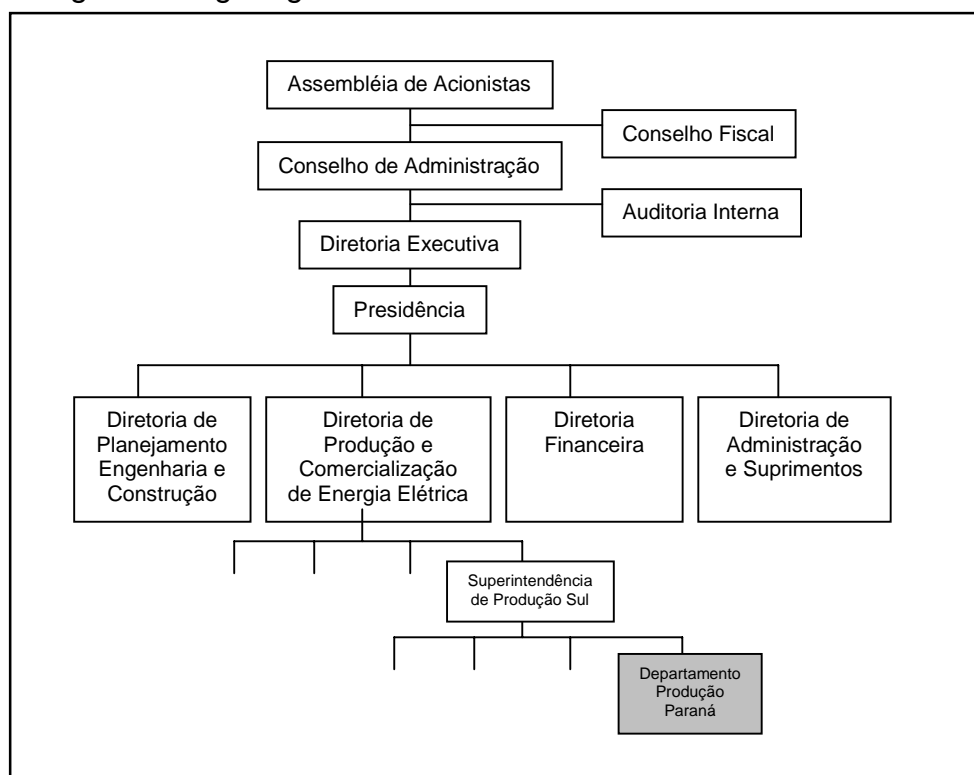 Assembléia de Acionistas
Conselho Fiscal
Conselho de Administração
Auditoria Interna
Diretoria Executiva
Presidência
Diretoria de
Planejamento
Engenharia e
Construção
Diretoria de
Produção e
Comercialização
de Energia Elétrica
Diretoria
Financeira
Diretoria de
Administração
e Suprimentos
Superintendência
de Produção Sul
Departamento
Produção
Paraná